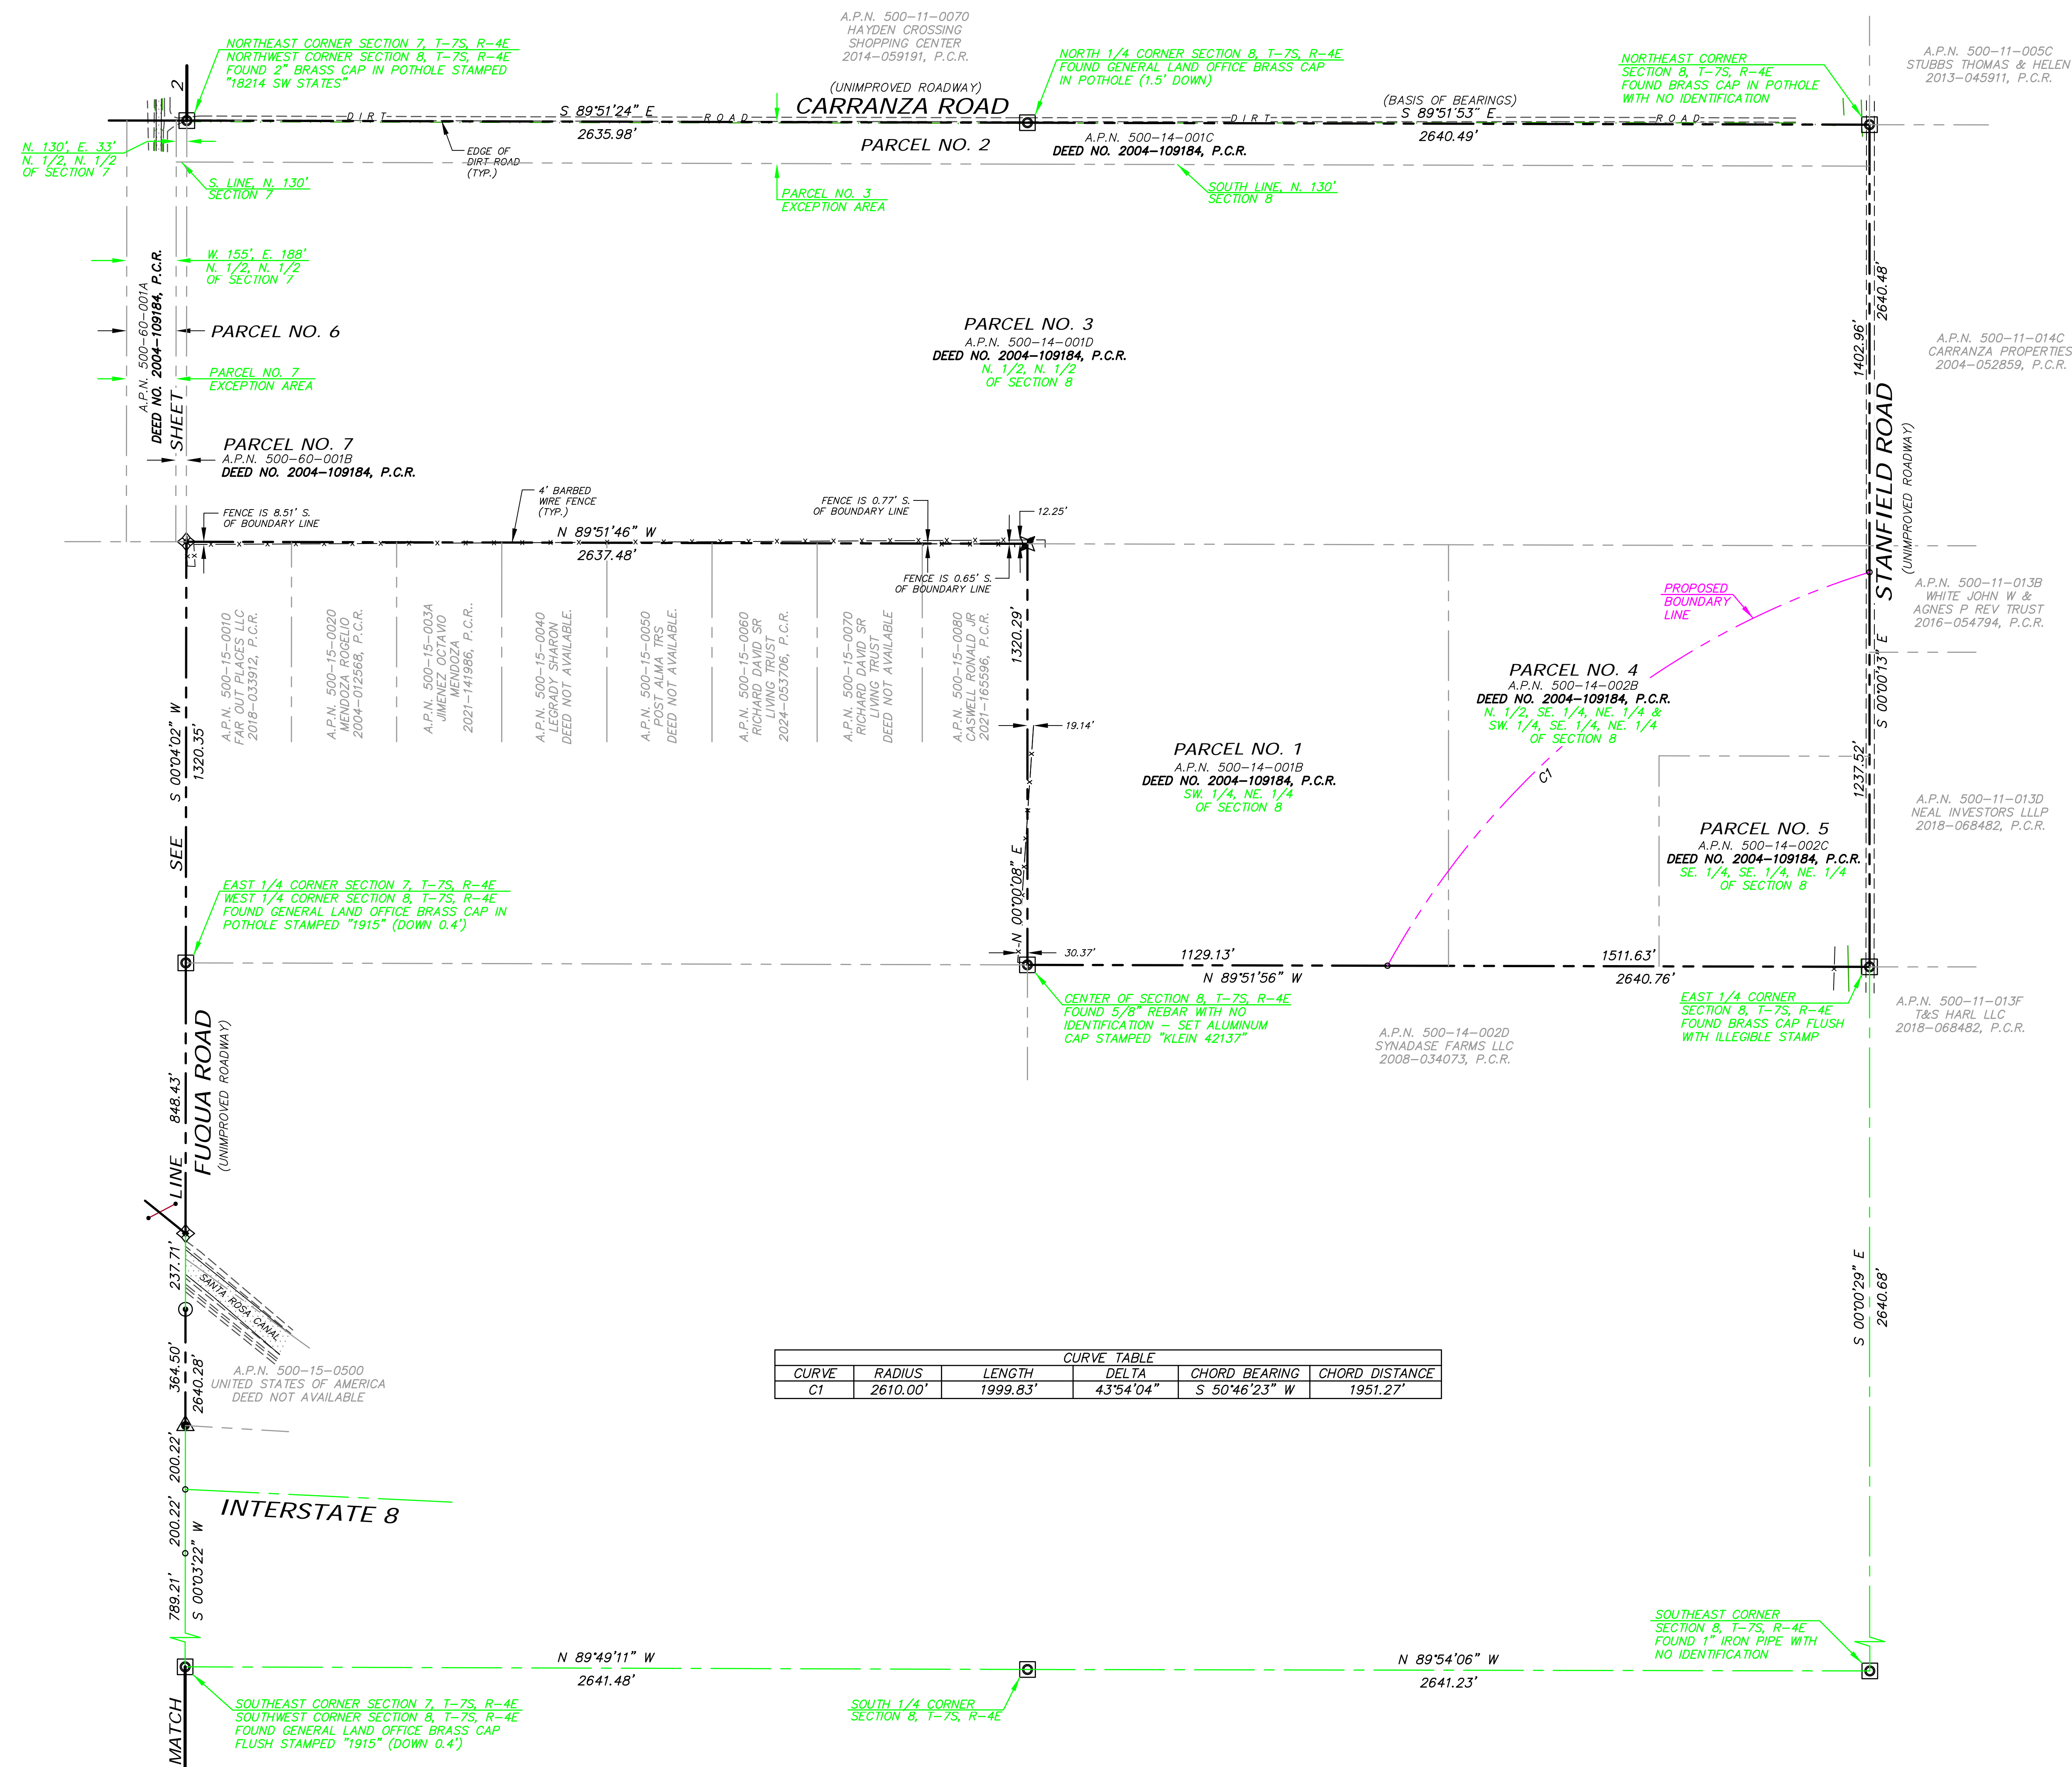 A.P.N. 500-11-0070
HAYDEN CROSSING
SHOPPING CENTER
2014-059191, P.C.R.
NORTHEAST CORNER SECTION 7, T-7S, R-4E
NORTHWEST CORNER SECTION 8, T-7S, R-4E
FOUND 2" BRASS CAP IN POTHOLE STAMPED
"18214 SW STATES"
NORTH 1/4 CORNER SECTION 8, T-7S, R-4E
FOUND GENERAL LAND OFFICE BRASS CAP
IN POTHOLE (1.5' DOWN)
NORTHEAST CORNER
SECTION 8, T-7S, R-4E
FOUND BRASS CAP IN POTHOLE
WITH NO IDENTIFICATION
A.P.N. 500-11-005C
STUBBS THOMAS & HELEN
2013-045911, P.C.R.
2
(UNIMPROVED ROADWAY)
CARRANZA ROAD
(BASIS OF BEARINGS)
S 89°51'24" E
2635.98'
S 89°51'53" E
2640.49'
DIRT
ROAD
DIRT
ROAD
EDGE OF
DIRT ROAD
(TYP.)
PARCEL NO. 2
A.P.N. 500-14-001C
DEED NO. 2004-109184, P.C.R.
N. 130', E. 33'
N. 1/2, N. 1/2
OF SECTION 7
S. LINE, N. 130'
SECTION 7
PARCEL NO. 3
EXCEPTION AREA
SOUTH LINE, N. 130'
SECTION 8
W. 155', E. 188'
N. 1/2, N. 1/2
OF SECTION 7
A.P.N. 500-60-001A
DEED NO. 2004-109184, P.C.R.
PARCEL NO. 6
PARCEL NO. 7
EXCEPTION AREA
SHEET
PARCEL NO. 3
A.P.N. 500-14-001D
DEED NO. 2004-109184, P.C.R.
N. 1/2, N. 1/2
OF SECTION 8
2640.48'
1402.96'
STANFIELD ROAD
(UNIMPROVED ROADWAY)
A.P.N. 500-11-014C
CARRANZA PROPERTIES
2004-052859, P.C.R.
PARCEL NO. 7
A.P.N. 500-60-001B
DEED NO. 2004-109184, P.C.R.
FENCE IS 8.51' S.
OF BOUNDARY LINE
4' BARBED
WIRE FENCE
(TYP.)
N 89°51'46" W
2637.48'
FENCE IS 0.77' S.
OF BOUNDARY LINE
12.25'
FENCE IS 0.65' S.
OF BOUNDARY LINE
A.P.N. 500-15-0010
FAR OUT PLACES LLC
2018-033912, P.C.R.
A.P.N. 500-15-0020
MENDOZA ROGELIO
2004-012568, P.C.R.
A.P.N. 500-15-003A
JIMENEZ OCTAVIO
MENDOZA
2021-141986, P.C.R..
A.P.N. 500-15-0040
LEGRADY SHARON
DEED NOT AVAILABLE.
A.P.N. 500-15-0050
POST ALMA TRS
DEED NOT AVAILABLE.
A.P.N. 500-15-0060
RICHARD DAVID SR
LIVING TRUST
2024-053706, P.C.R.
A.P.N. 500-15-0070
RICHARD DAVID SR
LIVING TRUST
DEED NOT AVAILABLE
A.P.N. 500-15-0080
CASWELL RONALD JR
2021-165596, P.C.R.
1320.29'
N 00°00'08" E
19.14'
30.37'
PROPOSED
BOUNDARY
LINE
A.P.N. 500-11-013B
WHITE JOHN W &
AGNES P REV TRUST
2016-054794, P.C.R.
PARCEL NO. 4
A.P.N. 500-14-002B
DEED NO. 2004-109184, P.C.R.
N. 1/2, SE. 1/4, NE. 1/4 &
SW. 1/4, SE. 1/4, NE. 1/4
OF SECTION 8
C1
PARCEL NO. 1
A.P.N. 500-14-001B
DEED NO. 2004-109184, P.C.R.
SW. 1/4, NE. 1/4
OF SECTION 8
S 00°00'13" E
1237.52'
S 00°04'02" W
1320.35'
SEE
PARCEL NO. 5
A.P.N. 500-14-002C
DEED NO. 2004-109184, P.C.R.
SE. 1/4, SE. 1/4, NE. 1/4
OF SECTION 8
A.P.N. 500-11-013D
NEAL INVESTORS LLLP
2018-068482, P.C.R.
EAST 1/4 CORNER SECTION 7, T-7S, R-4E
WEST 1/4 CORNER SECTION 8, T-7S, R-4E
FOUND GENERAL LAND OFFICE BRASS CAP IN
POTHOLE STAMPED "1915" (DOWN 0.4')
1129.13'
1511.63'
N 89°51'56" W
2640.76'
CENTER OF SECTION 8, T-7S, R-4E
FOUND 5/8" REBAR WITH NO
IDENTIFICATION - SET ALUMINUM
CAP STAMPED "KLEIN 42137"
EAST 1/4 CORNER
SECTION 8, T-7S, R-4E
FOUND BRASS CAP FLUSH
WITH ILLEGIBLE STAMP
A.P.N. 500-11-013F
T&S HARL LLC
2018-068482, P.C.R.
A.P.N. 500-14-002D
SYNADASE FARMS LLC
2008-034073, P.C.R.
848.43'
FUQUA ROAD
(UNIMPROVED ROADWAY)
LINE
237.71'
SANTA ROSA CANAL
364.50'
2640.28'
A.P.N. 500-15-0500
UNITED STATES OF AMERICA
DEED NOT AVAILABLE
S 00°00'29" E
2640.68'
CURVE TABLE
CURVE RADIUS LENGTH DELTA CHORD BEARING CHORD DISTANCE
C1 2610.00' 1999.83' 43°54'04" S 50°46'23" W 1951.27'
200.22'
INTERSTATE 8
200.22'
789.21'
S 00°03'22" W
N 89°49'11" W
2641.48'
N 89°54'06" W
2641.23'
SOUTHEAST CORNER
SECTION 8, T-7S, R-4E
FOUND 1" IRON PIPE WITH
NO IDENTIFICATION
SOUTHEAST CORNER SECTION 7, T-7S, R-4E
SOUTHWEST CORNER SECTION 8, T-7S, R-4E
FOUND GENERAL LAND OFFICE BRASS CAP
FLUSH STAMPED "1915" (DOWN 0.4')
SOUTH 1/4 CORNER
SECTION 8, T-7S, R-4E
MATCH